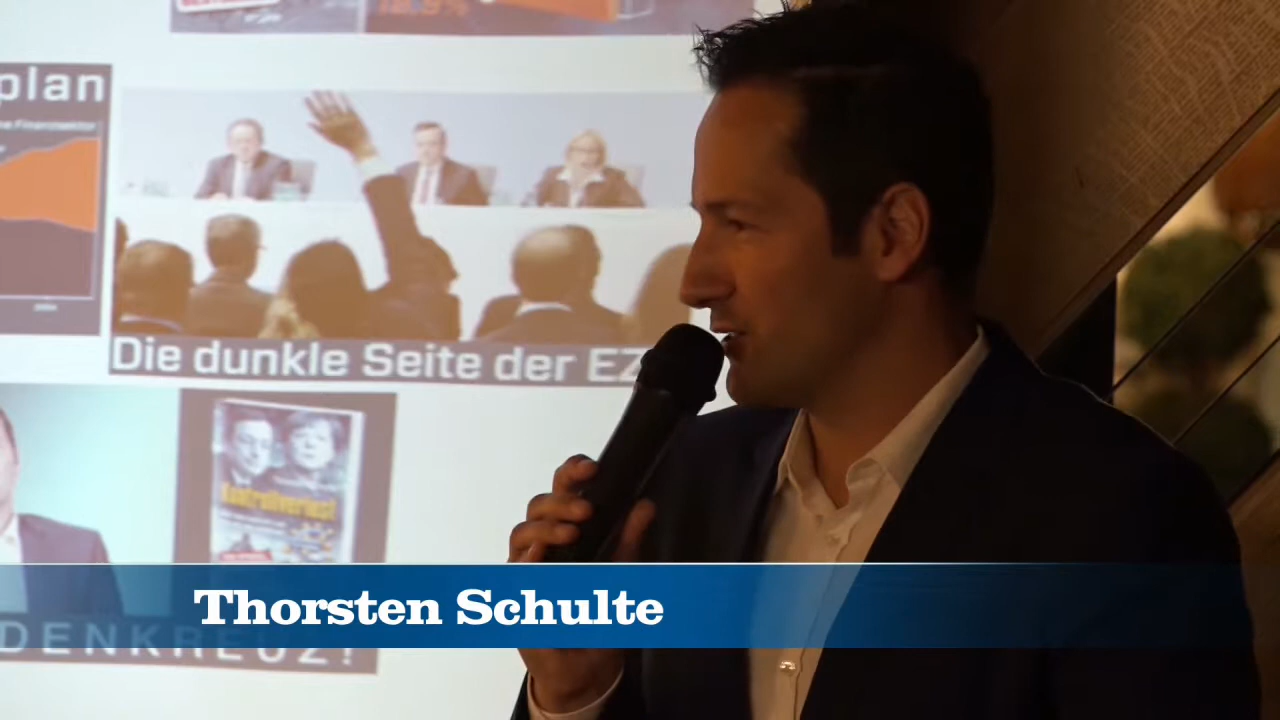 plan
Die dunkle Seite der EZ
Kontrollverlust
Thorsten Schulte
DENKREUZ!